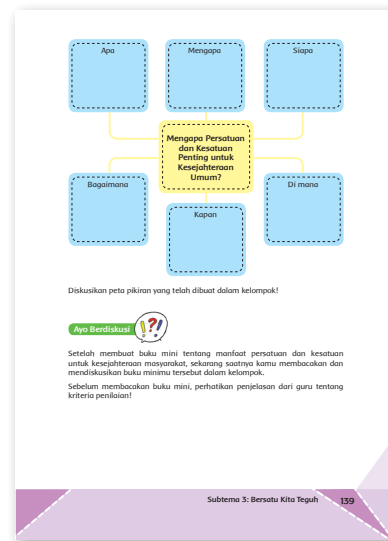 Apa
Mengapa
Siapa
Mengapa Persatuan
dan Kesatuan
Penting untuk
Kesejahteraan
Umum?
Bagaimana
Kapan
Di mana
Diskusikan peta pikiran yang telah dibuat dalam kelompok!
Ayo Berdiskusi
Setelah membuat buku mini tentang manfaat persatuan dan kesatuan
untuk kesejahteraan masyarakat, sekarang saatnya kamu membacakan dan
mendiskusikan buku minimu tersebut dalam kelompok.
Sebelum membacakan buku mini, perhatikan penjelasan dari guru tentang
kriteria penilaian!
Subtema 3: Bersatu Kita Teguh 139